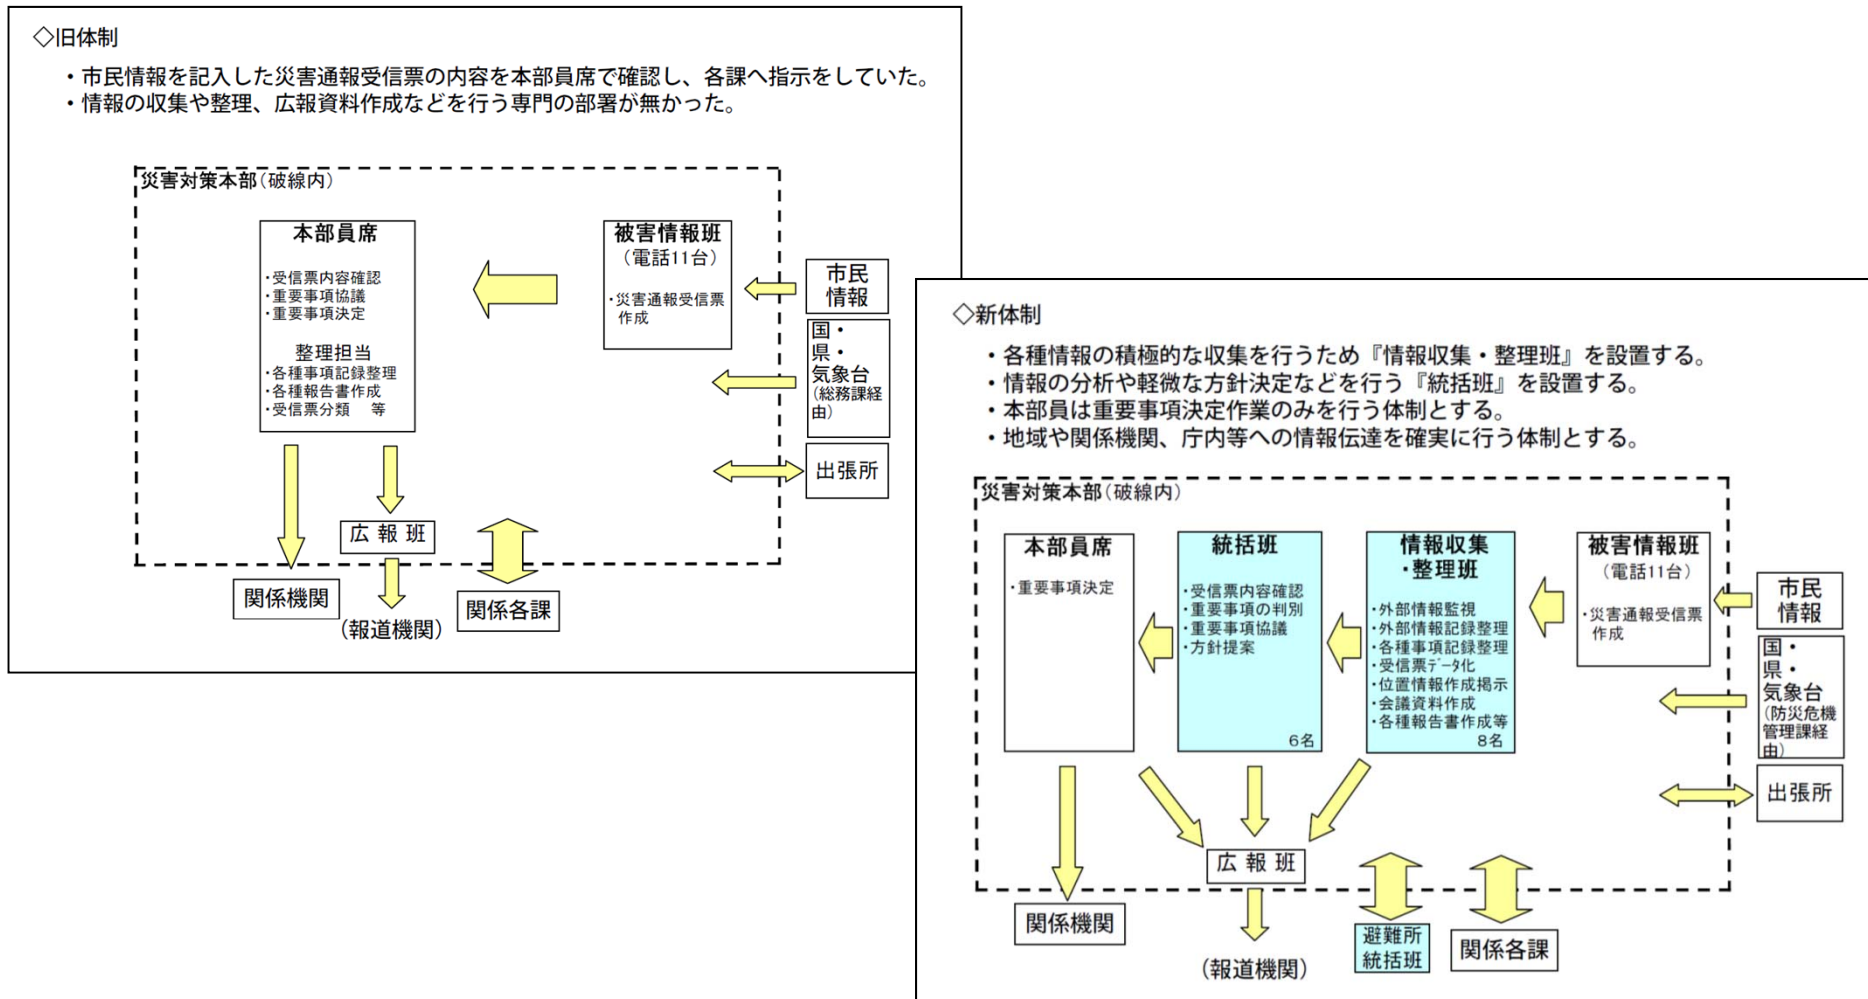 ◇旧体制
・市民情報を記入した災害通報受信票の内容を本部員席で確認し、各課へ指示をしていた。
・情報の収集や整理、広報資料作成などを行う専門の部署が無かった。
災害対策本部(破線内)
本部員席
・受信票内容確認
・重要事項協議
・重要事項決定
整理担当
・各種事項記録整理
・各種報告書作成
・受信票分類　等
被害情報班
(電話11台)
・災害通報受信票
作成
市民
情報
国・
県・
気象台
(総務課経
由)
出張所
広 報 班
関係機関
(報道機関)
関係各課
◇新体制
・各種情報の積極的な収集を行うため『情報収集・整理班』を設置する。
・情報の分析や軽微な方針決定などを行う『統括班』を設置する。
・本部員は重要事項決定作業のみを行う体制とする。
・地域や関係機関、庁内等への情報伝達を確実に行う体制とする。
災害対策本部(破線内)
本部員席
・重要事項決定
統括班
・受信票内容確認
・重要事項の判別
・重要事項協議
・方針提案
6名
情報収集
・整理班
・外部情報監視
・外部情報記録整理
・各種事項記録整理
・受信票ﾃﾞｰﾀ化
・位置情報作成掲示
・会議資料作成
・各種報告書作成等
8名
被害情報班
(電話11台)
・災害通報受信票
作成
市民
情報
国・
県・
気象台
(防災危機
管理課経
由)
出張所
広 報 班
関係機関
(報道機関)
避難所
統括班
関係各課